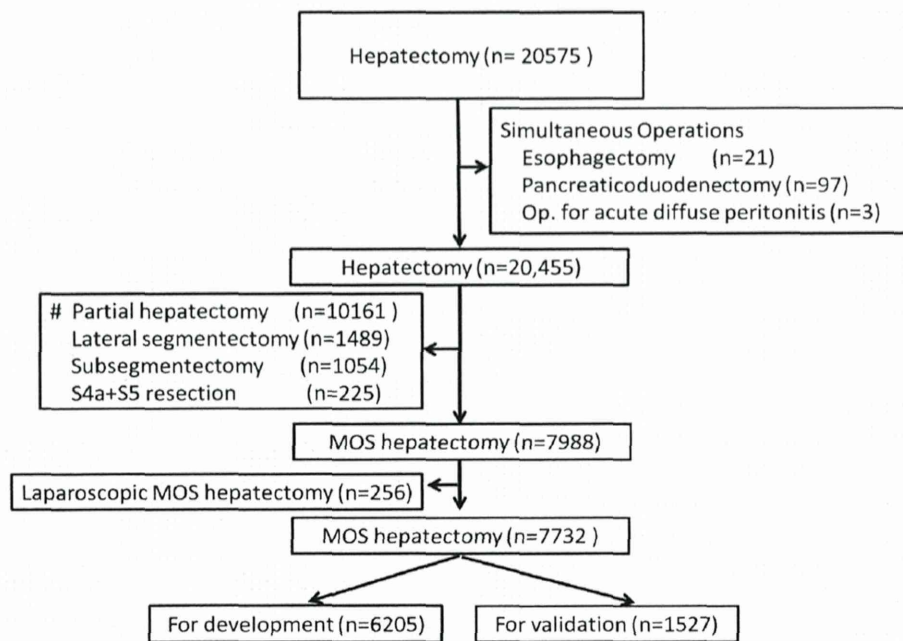 Hepatectomy (n= 20575 )
Simultaneous Operations
Esophagectomy (n=21)
Pancreaticoduodenectomy (n=97)
Op. for acute diffuse peritonitis (n=3)
Hepatectomy (n=20,455)
# Partial hepatectomy (n=10161 )
Lateral segmentectomy (n=1489)
Subsegmentectomy (n=1054)
S4a+S5 resection (n=225)
MOS hepatectomy (n=7988)
Laparoscopic MOS hepatectomy (n=256)
MOS hepatectomy (n=7732 )
For development (n=6205)
For validation (n=1527)